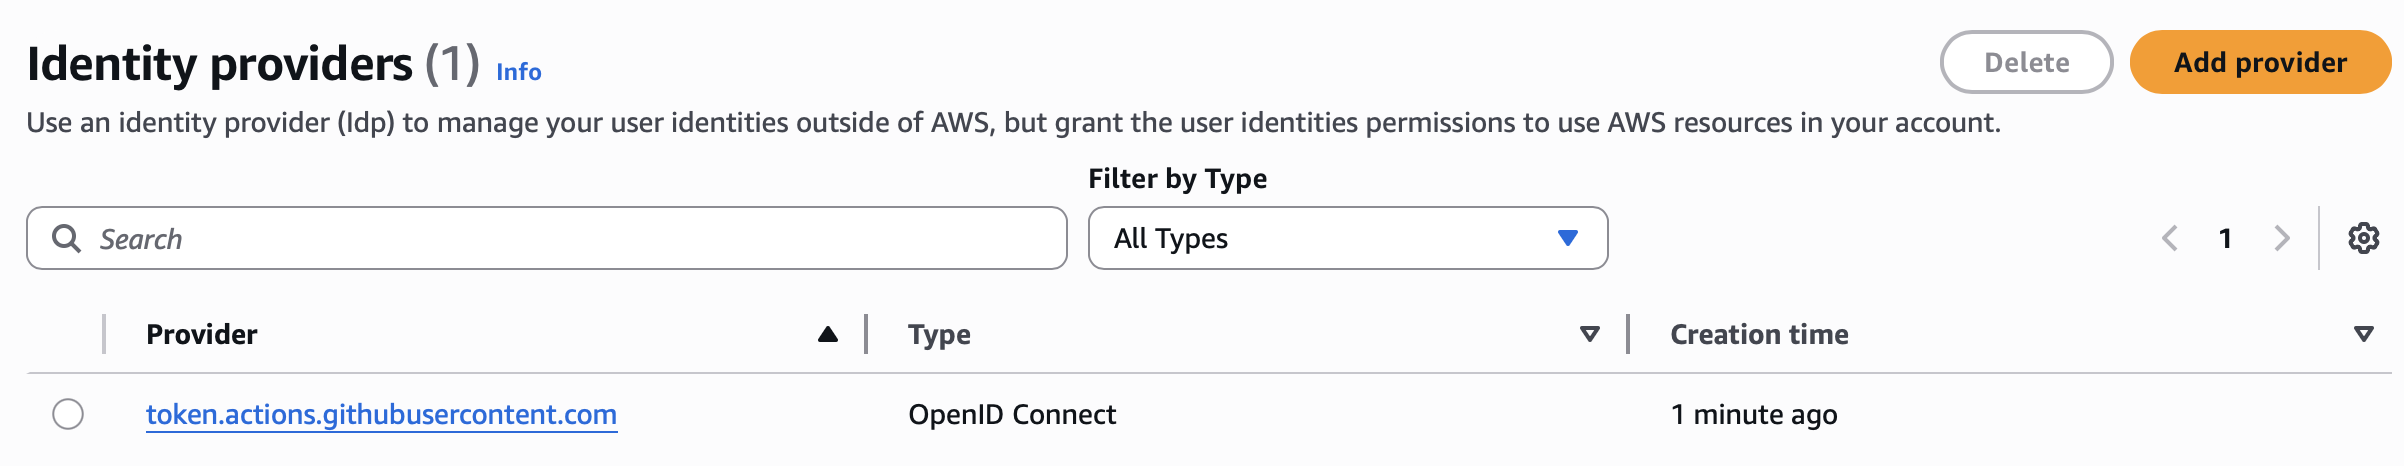 Identity providers (1) Info
Delete
Add provider
Use an identity provider (Idp) to manage your user identities outside of AWS, but grant the user identities permissions to use AWS resources in your account.
Filter by Type
Search
All Types
1
Provider
Type
Creation time
token.actions.githubusercontent.com
OpenID Connect
1 minute ago